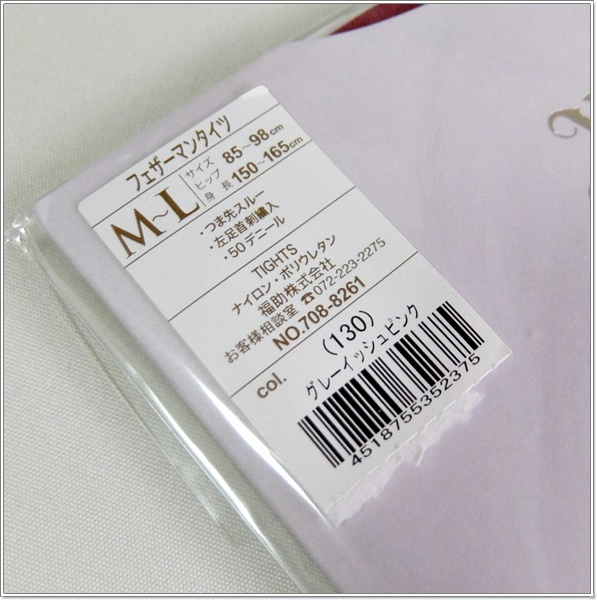 フェザーマンタイツ
M~L
サイズ
ヒップ 85~98cm
身 長 150~165cm
・つま先スルー
・左足首刺繍入
・50デニール
TIGHTS
ナイロン・ポリウレタン
福助株式会社
お客様相談室 ☎072-223-2275
NO.708-8261
col.
(130)
グレーイッシュピンク
4518755352375